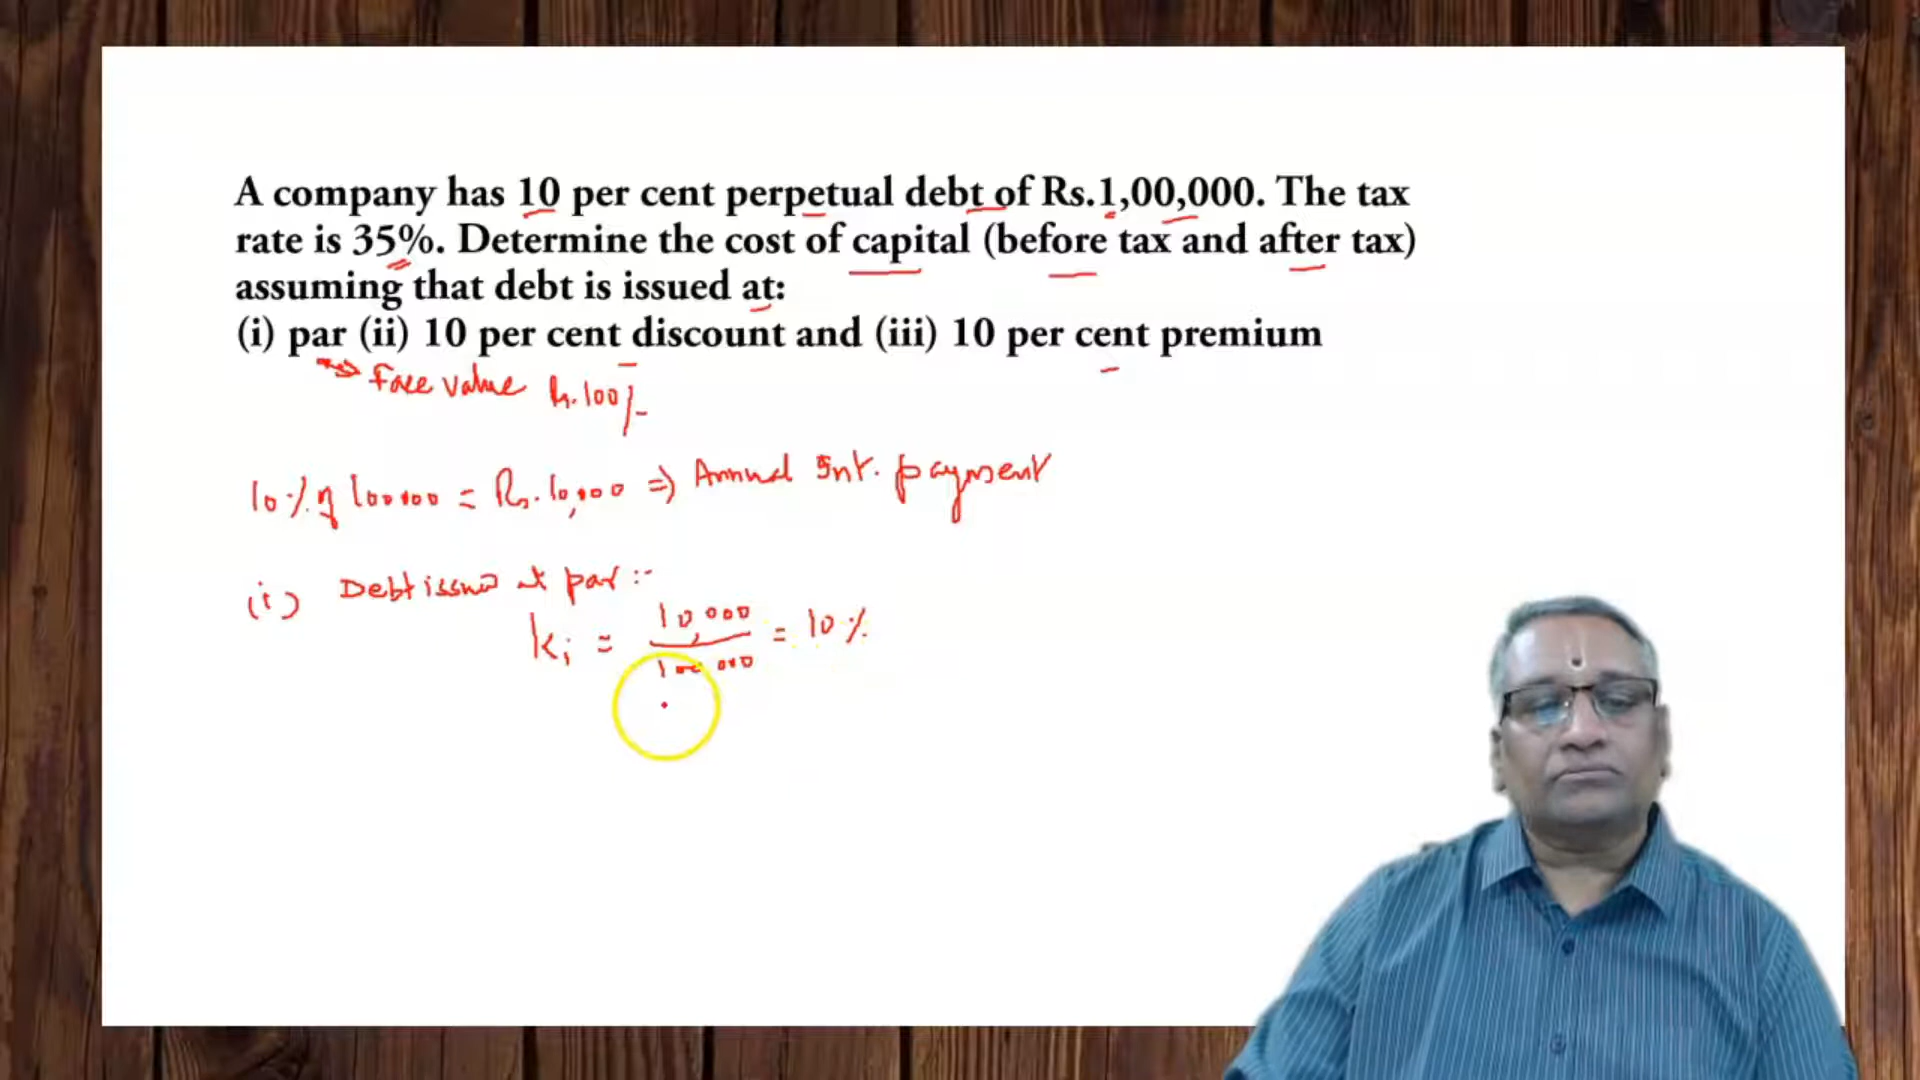 A company has 10 per cent perpetual debt of Rs.1,00,000. The tax
rate is 35%. Determine the cost of capital (before tax and after tax)
assuming that debt is issued at:
(i) par (ii) 10 per cent discount and (iii) 10 per cent premium
Face value Rs.100/-
10% of 100000 = Rs.10,000 ⇒ Annual Int. payment
(i) Debt issued at par :-
ki = 10,000
/ 100 000 = 10%